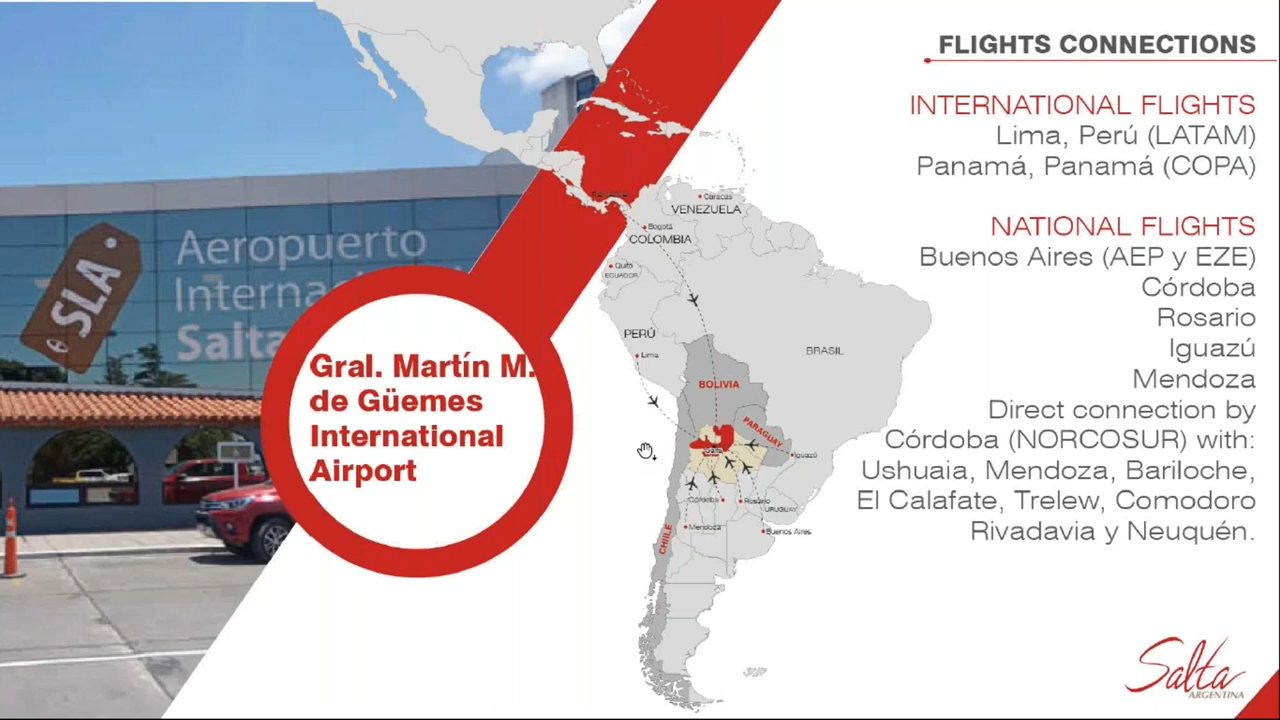 FLIGHTS CONNECTIONS
INTERNATIONAL FLIGHTS
Lima, Perú (LATAM)
Panamá, Panamá (COPA)
NATIONAL FLIGHTS
Buenos Aires (AEP y EZE)
Córdoba
Rosario
Iguazú
Mendoza
Direct connection by
Córdoba (NORCOSUR) with:
Ushuaia, Mendoza, Bariloche,
El Calafate, Trelew, Comodoro
Rivadavia y Neuquén.
SLA
Aeropuerto
Interna
Salta
Gral. Martín M.
de Güemes
International
Airport
PANAMÁ
Caracas
VENEZUELA
Bogotá
COLOMBIA
Quito
ECUADOR
PERÚ
Lima
BRASIL
BOLIVIA
PARAGUAY
Salta
Iguazú
Córdoba
Rosario
URUGUAY
Mendoza
Buenos Aires
CHILE
Salta
ARGENTINA